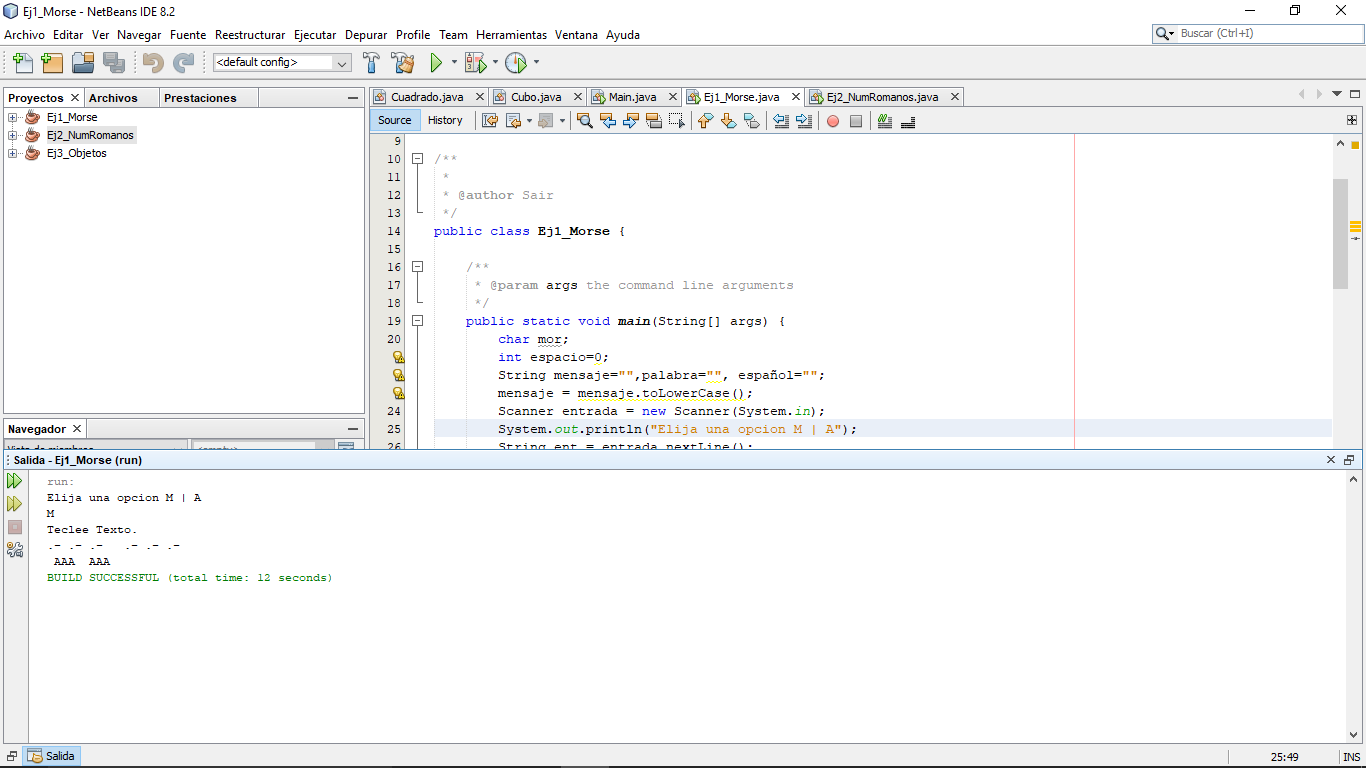 Ej1_Morse - NetBeans IDE 8.2
Archivo Editar Ver Navegar Fuente Reestructurar Ejecutar Depurar Profile Team Herramientas Ventana Ayuda
Buscar (Ctrl+I)
<default config>
Proyectos Archivos Prestaciones
Ej1_Morse
Ej2_NumRomanos
Ej3_Objetos
Navegador
Cuadrado.java Cubo.java Main.java Ej1_Morse.java Ej2_NumRomanos.java
Source History
9
10 /**
11 *
12 * @author Sair
13 */
14 public class Ej1_Morse {
15
16 /**
17 * @param args the command line arguments
18 */
19 public static void main(String[] args) {
20 char mor;
int espacio=0;
String mensaje="",palabra="", español="";
mensaje = mensaje.toLowerCase();
24 Scanner entrada = new Scanner(System.in);
25 System.out.println("Elija una opcion M | A");
26 String ent = entrada.nextLine();
Salida - Ej1_Morse (run)
run:
Elija una opcion M | A
M
Teclee Texto.
.- .- .-   .- .- .-
AAA  AAA
BUILD SUCCESSFUL (total time: 12 seconds)
Salida
25:49 INS